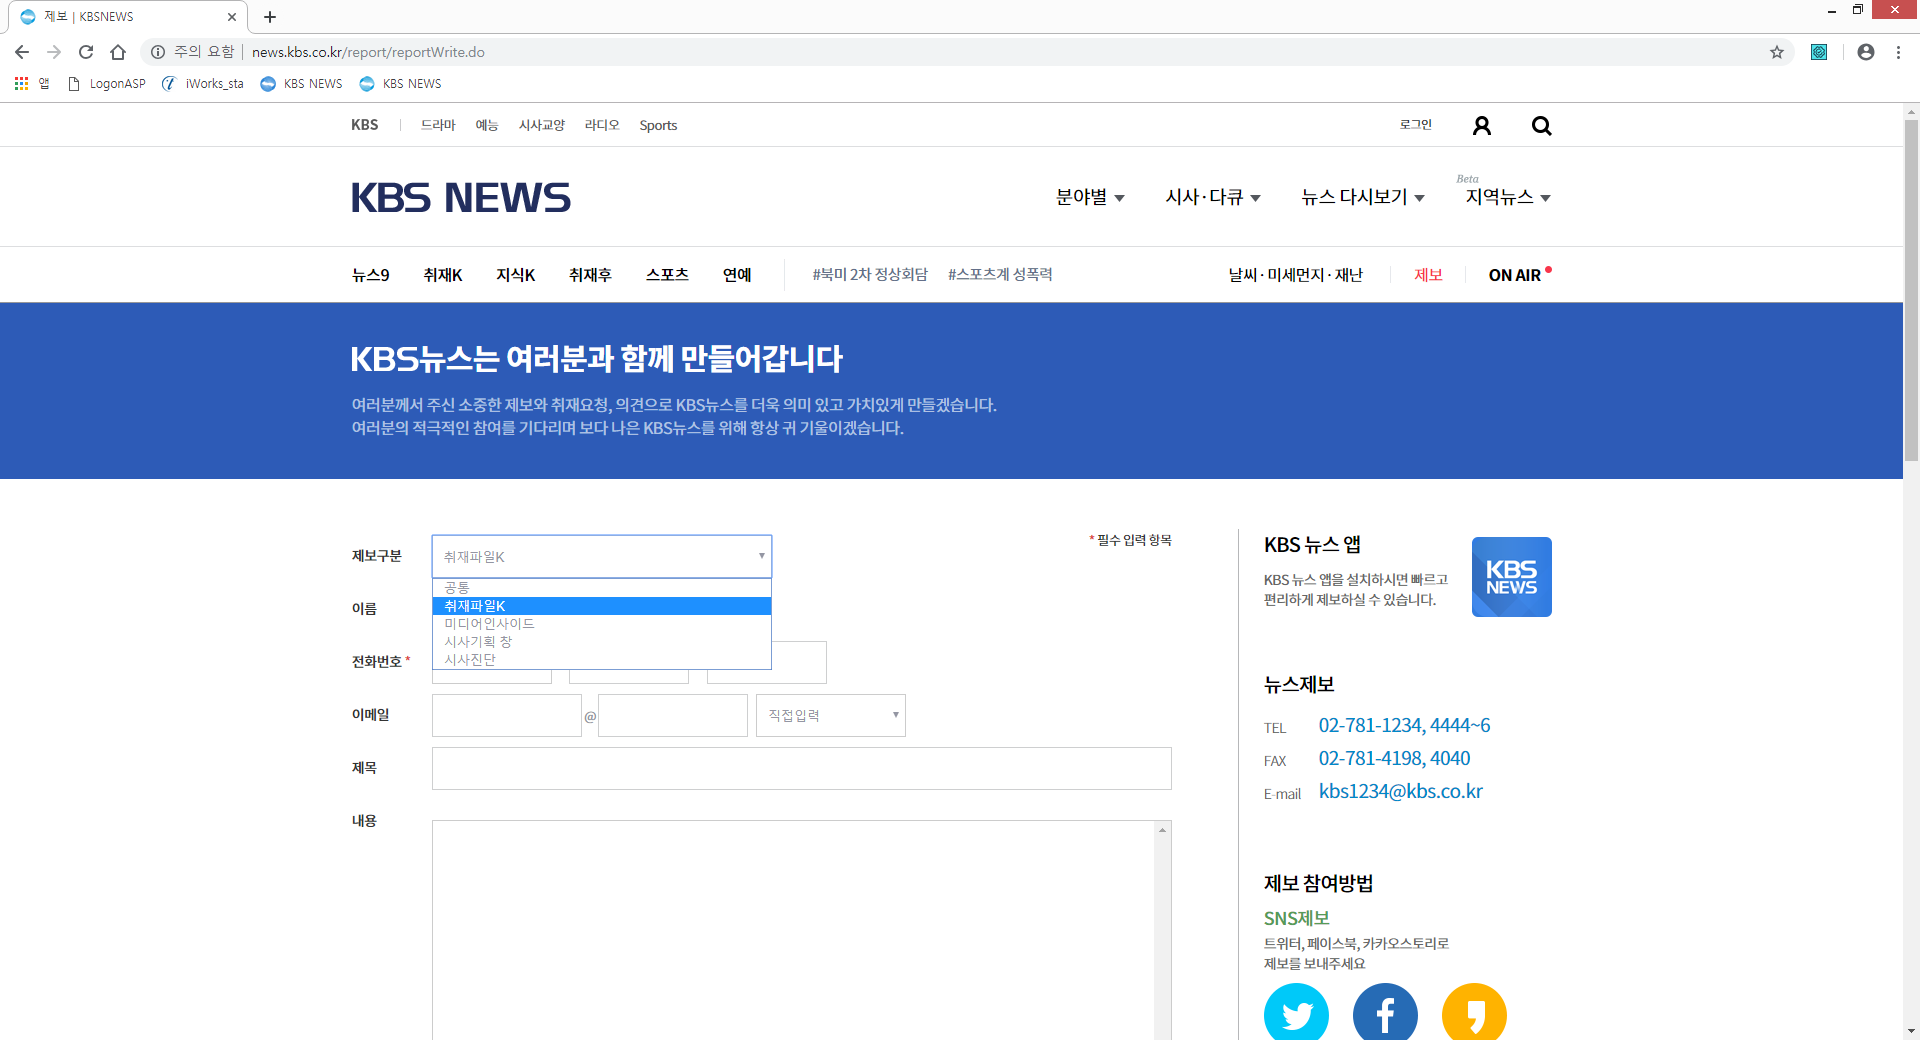 제보 | KBSNEWS
주의 요함 news.kbs.co.kr/report/reportWrite.do
앱 LogonASP iWorks_sta KBS NEWS KBS NEWS
KBS 드라마 예능 시사교양 라디오 Sports 로그인
KBS NEWS
분야별 시사·다큐 뉴스 다시보기 Beta 지역뉴스
뉴스9 취재K 지식K 취재후 스포츠 연예 #북미 2차 정상회담 #스포츠계 성폭력 날씨·미세먼지·재난 제보 ON AIR
KBS뉴스는 여러분과 함께 만들어갑니다
여러분께서 주신 소중한 제보와 취재요청, 의견으로 KBS뉴스를 더욱 의미 있고 가치있게 만들겠습니다.
여러분의 적극적인 참여를 기다리며 보다 나은 KBS뉴스를 위해 항상 귀 기울이겠습니다.
* 필수 입력 항목
제보구분 취재파일K
공통
취재파일K
미디어인사이드
시사기획 창
시사진단
이름
전화번호 *
이메일 @ 직접입력
제목
내용
KBS 뉴스 앱
KBS 뉴스 앱을 설치하시면 빠르고
편리하게 제보하실 수 있습니다.
KBS
NEWS
뉴스제보
TEL 02-781-1234, 4444~6
FAX 02-781-4198, 4040
E-mail kbs1234@kbs.co.kr
제보 참여방법
SNS제보
트위터, 페이스북, 카카오스토리로
제보를 보내주세요